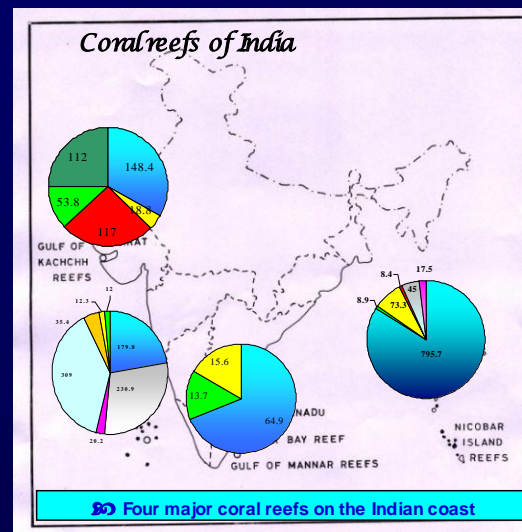 Coral reefs of India
112
148.4
53.8
18.8
117
RAT
GULF OF
KACHCHH
REEFS
8.4
17.5
45
8.9
73.3
795.7
12.3
12
35.4
179.8
309
230.9
20.2
15.6
13.7
64.9
NADU
BAY REEF
GULF OF MANNAR REEFS
NICOBAR
ISLAND
REEFS
Four major coral reefs on the Indian coast